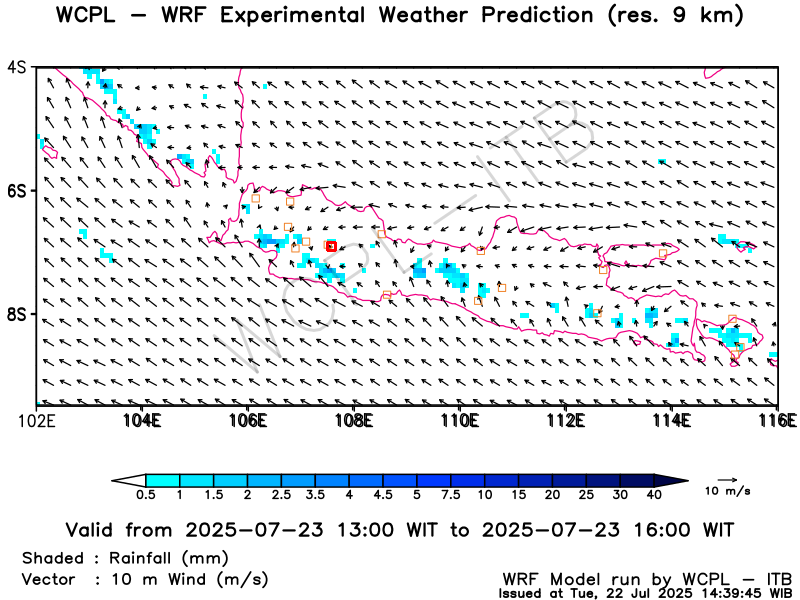 WCPL – WRF Experimental Weather Prediction (res. 9 km)
4S
6S
8S
102E 104E 106E 108E 110E 112E 114E 116E
WCPL–ITB
0.5 1 1.5 2 2.5 3.5 4 4.5 5 7.5 10 15 20 25 30 40
10 m/s
Valid from 2025–07–23 13:00 WIT to 2025–07–23 16:00 WIT
Shaded : Rainfall (mm)
Vector : 10 m Wind (m/s)
WRF Model run by WCPL – ITB
Issued at Tue, 22 Jul 2025 14:39:45 WIB